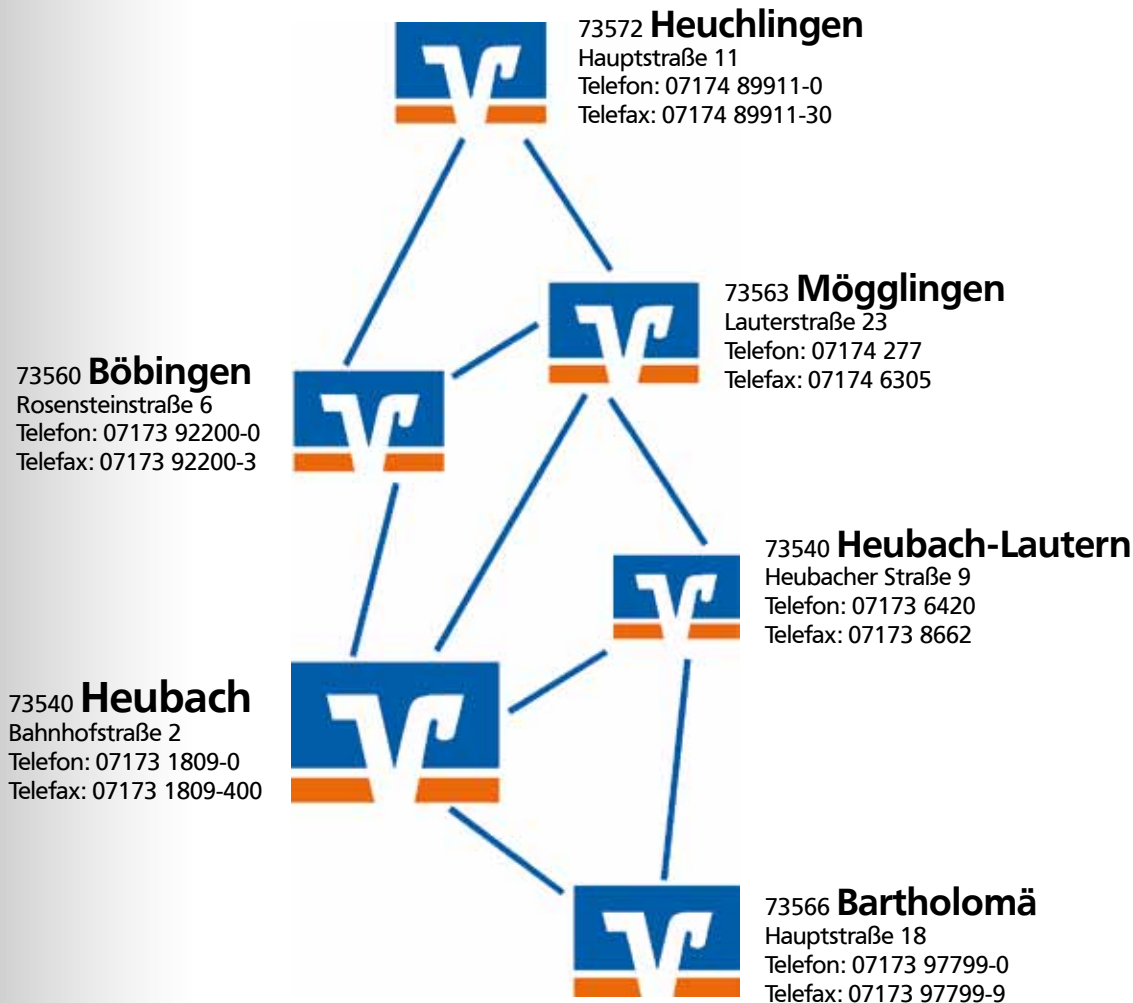 73572 Heuchlingen
Hauptstraße 11
Telefon: 07174 89911-0
Telefax: 07174 89911-30
73563 Mögglingen
Lauterstraße 23
Telefon: 07174 277
Telefax: 07174 6305
73560 Böbingen
Rosensteinstraße 6
Telefon: 07173 92200-0
Telefax: 07173 92200-3
73540 Heubach-Lautern
Heubacher Straße 9
Telefon: 07173 6420
Telefax: 07173 8662
73540 Heubach
Bahnhofstraße 2
Telefon: 07173 1809-0
Telefax: 07173 1809-400
73566 Bartholomä
Hauptstraße 18
Telefon: 07173 97799-0
Telefax: 07173 97799-9